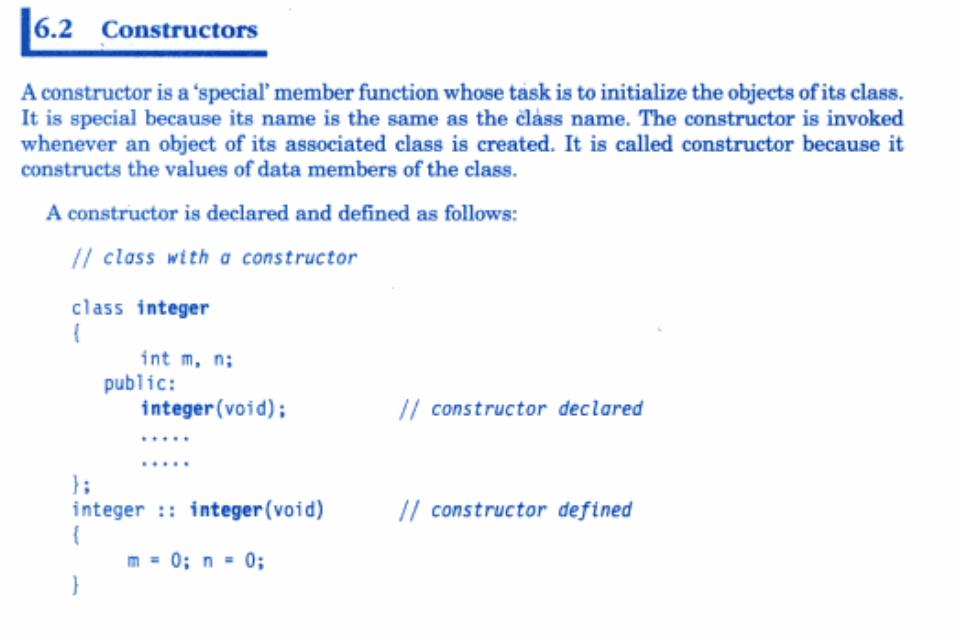 6.2 Constructors
A constructor is a 'special' member function whose task is to initialize the objects of its class.
It is special because its name is the same as the class name. The constructor is invoked
whenever an object of its associated class is created. It is called constructor because it
constructs the values of data members of the class.
A constructor is declared and defined as follows:
// class with a constructor
class integer
{
int m, n;
public:
integer(void); // constructor declared
.....
.....
};
integer :: integer(void) // constructor defined
{
m = 0; n = 0;
}